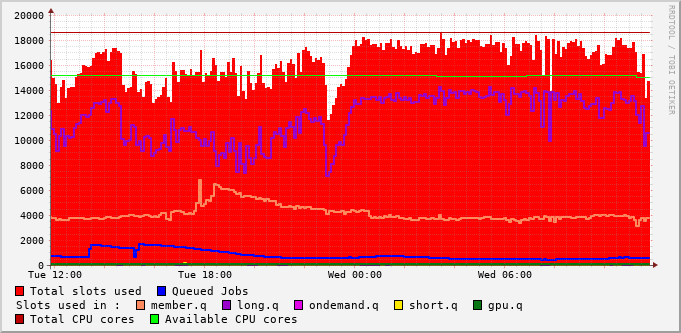 20000
18000
16000
14000
12000
10000
8000
6000
4000
2000
0
Tue 12:00 Tue 18:00 Wed 00:00 Wed 06:00
Total slots used Queued Jobs
Slots used in : member.q long.q ondemand.q short.q gpu.q
Total CPU cores Available CPU cores
RRDTOOL / TOBI OETIKER